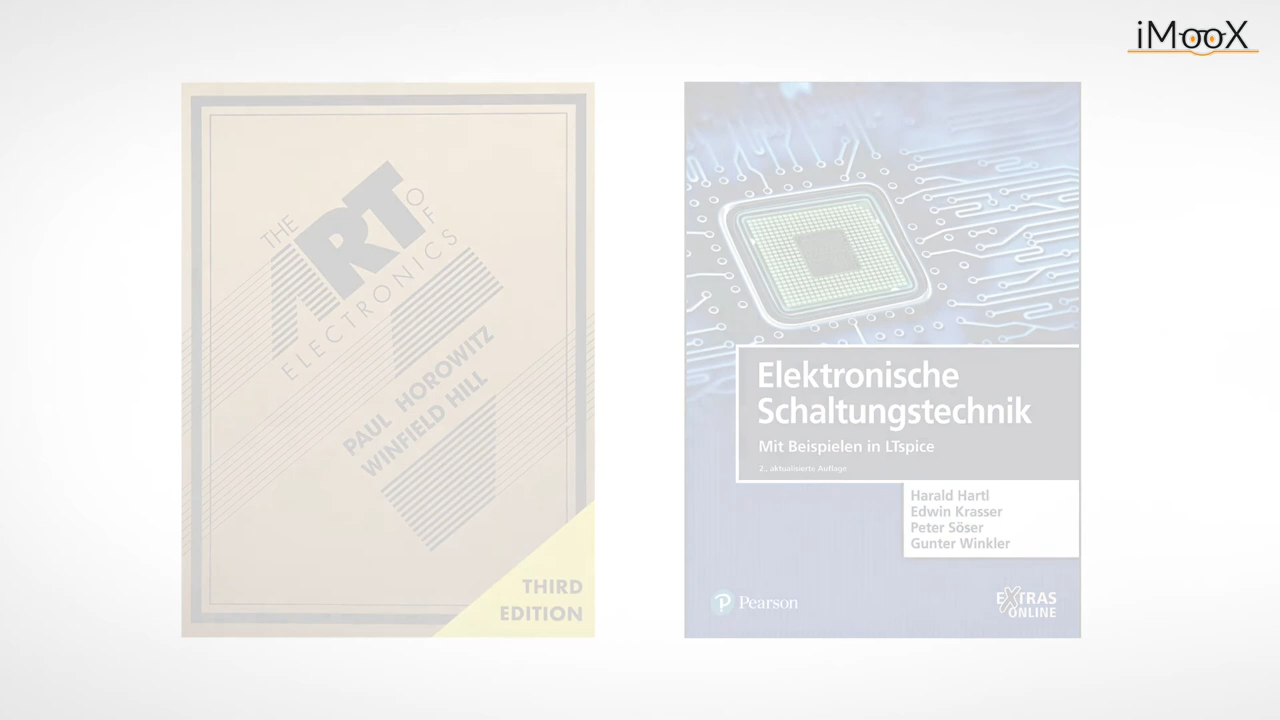 iMooX
THE ART OF
ELECTRONICS
PAUL HOROWITZ
WINFIELD HILL
THIRD
EDITION
Elektronische
Schaltungstechnik
Mit Beispielen in LTspice
2., aktualisierte Auflage
Harald Hartl
Edwin Krasser
Peter Söser
Gunter Winkler
Pearson
EXTRAS
ONLINE